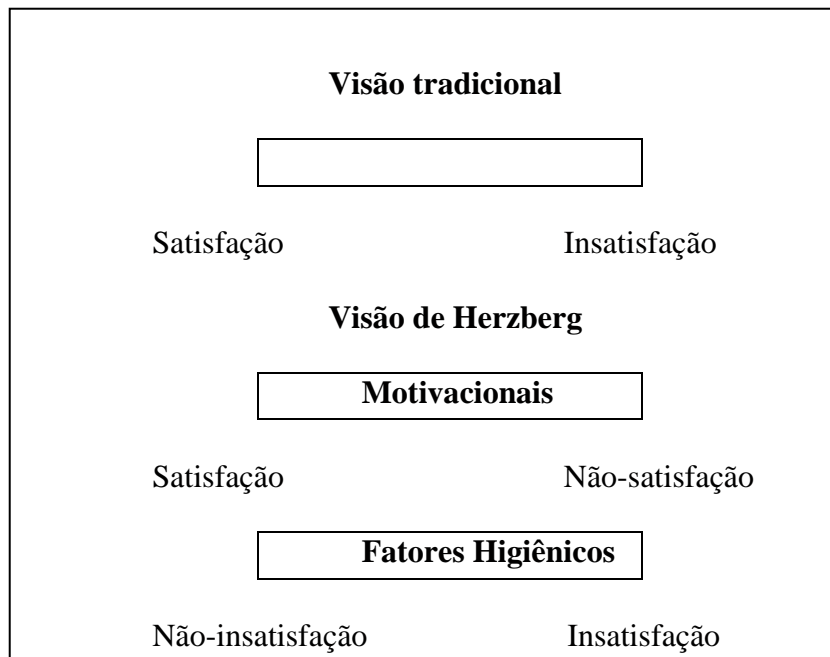 Visão tradicional
Satisfação Insatisfação
Visão de Herzberg
Motivacionais
Satisfação Não-satisfação
Fatores Higiênicos
Não-insatisfação Insatisfação